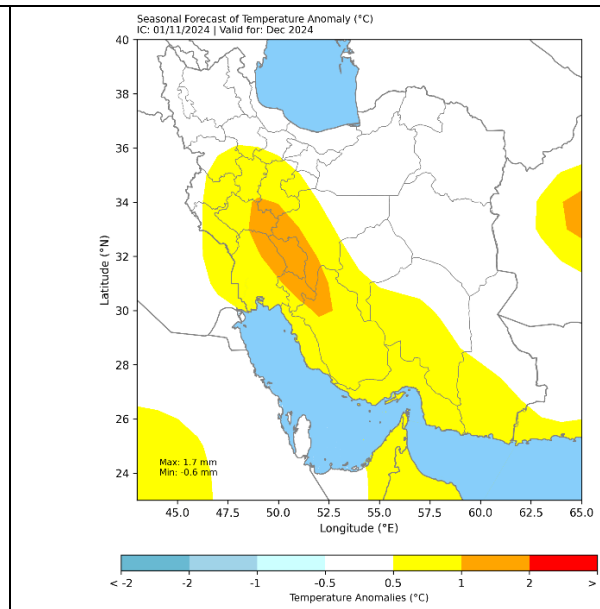 Seasonal Forecast of Temperature Anomaly (°C)
IC: 01/11/2024 | Valid for: Dec 2024
40
38
36
34
32
30
28
26
24
Latitude (°N)
Max: 1.7 mm
Min: -0.6 mm
45.0 47.5 50.0 52.5 55.0 57.5 60.0 62.5 65.0
Longitude (°E)
< -2 -2 -1 -0.5 0.5 1 2 >
Temperature Anomalies (°C)